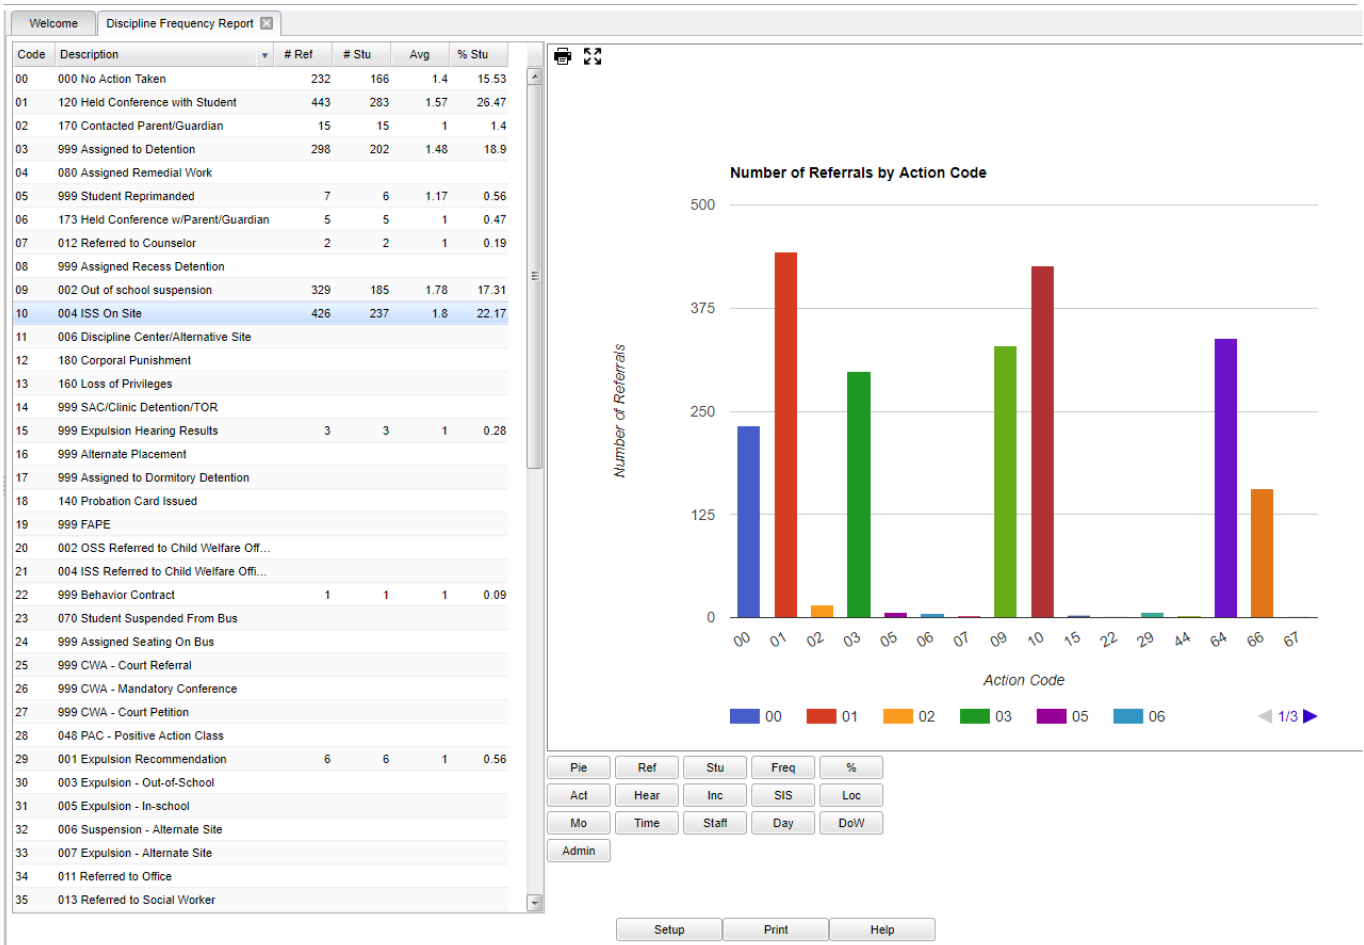 Welcome
Discipline Frequency Report
Code Description # Ref # Stu Avg % Stu
00 000 No Action Taken 232 166 1.4 15.53
01 120 Held Conference with Student 443 283 1.57 26.47
02 170 Contacted Parent/Guardian 15 15 1 1.4
03 999 Assigned to Detention 298 202 1.48 18.9
04 080 Assigned Remedial Work
05 999 Student Reprimanded 7 6 1.17 0.56
06 173 Held Conference w/Parent/Guardian 5 5 1 0.47
07 012 Referred to Counselor 2 2 1 0.19
08 999 Assigned Recess Detention
09 002 Out of school suspension 329 185 1.78 17.31
10 004 ISS On Site 426 237 1.8 22.17
11 006 Discipline Center/Alternative Site
12 180 Corporal Punishment
13 160 Loss of Privileges
14 999 SAC/Clinic Detention/TOR
15 999 Expulsion Hearing Results 3 3 1 0.28
16 999 Alternate Placement
17 999 Assigned to Dormitory Detention
18 140 Probation Card Issued
19 999 FAPE
20 002 OSS Referred to Child Welfare Off...
21 004 ISS Referred to Child Welfare Offi...
22 999 Behavior Contract 1 1 1 0.09
23 070 Student Suspended From Bus
24 999 Assigned Seating On Bus
25 999 CWA - Court Referral
26 999 CWA - Mandatory Conference
27 999 CWA - Court Petition
28 048 PAC - Positive Action Class
29 001 Expulsion Recommendation 6 6 1 0.56
30 003 Expulsion - Out-of-School
31 005 Expulsion - In-school
32 006 Suspension - Alternate Site
33 007 Expulsion - Alternate Site
34 011 Referred to Office
35 013 Referred to Social Worker
Number of Referrals by Action Code
500
375
250
125
0
Number of Referrals
00 01 02 03 05 06 07 09 10 15 22 29 44 64 66 67
Action Code
00 01 02 03 05 06 1/3
Pie Ref Stu Freq %
Act Hear Inc SIS Loc
Mo Time Staff Day DoW
Admin
Setup Print Help